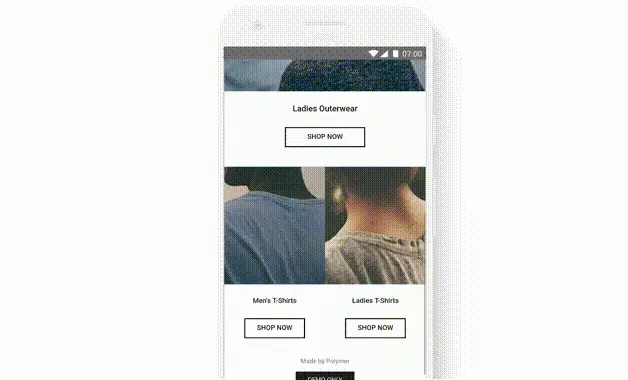 07:00
Ladies Outerwear
SHOP NOW
Men's T-Shirts
Ladies T-Shirts
SHOP NOW
SHOP NOW
Made by Polymer
DEMO ONLY